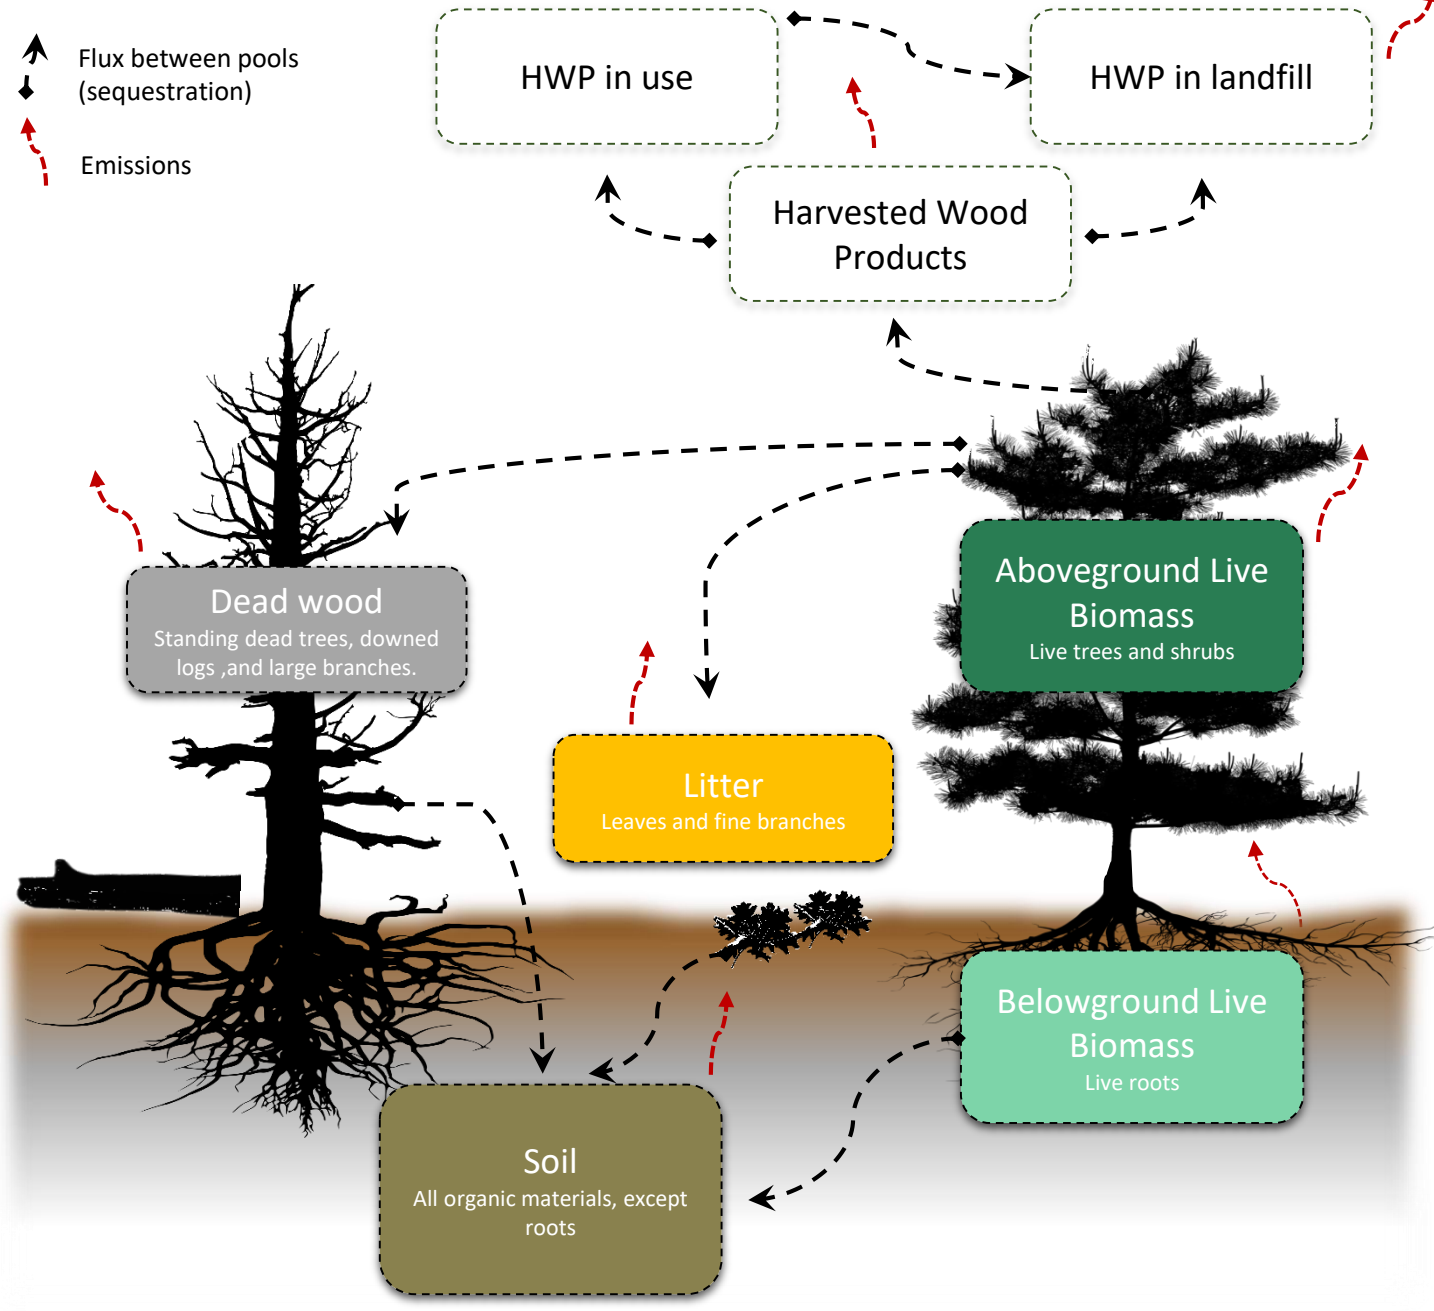 Flux between pools
(sequestration)
Emissions
HWP in use
HWP in landfill
Harvested Wood
Products
Dead wood
Standing dead trees, downed
logs ,and large branches.
Aboveground Live
Biomass
Live trees and shrubs
Litter
Leaves and fine branches
Belowground Live
Biomass
Live roots
Soil
All organic materials, except
roots